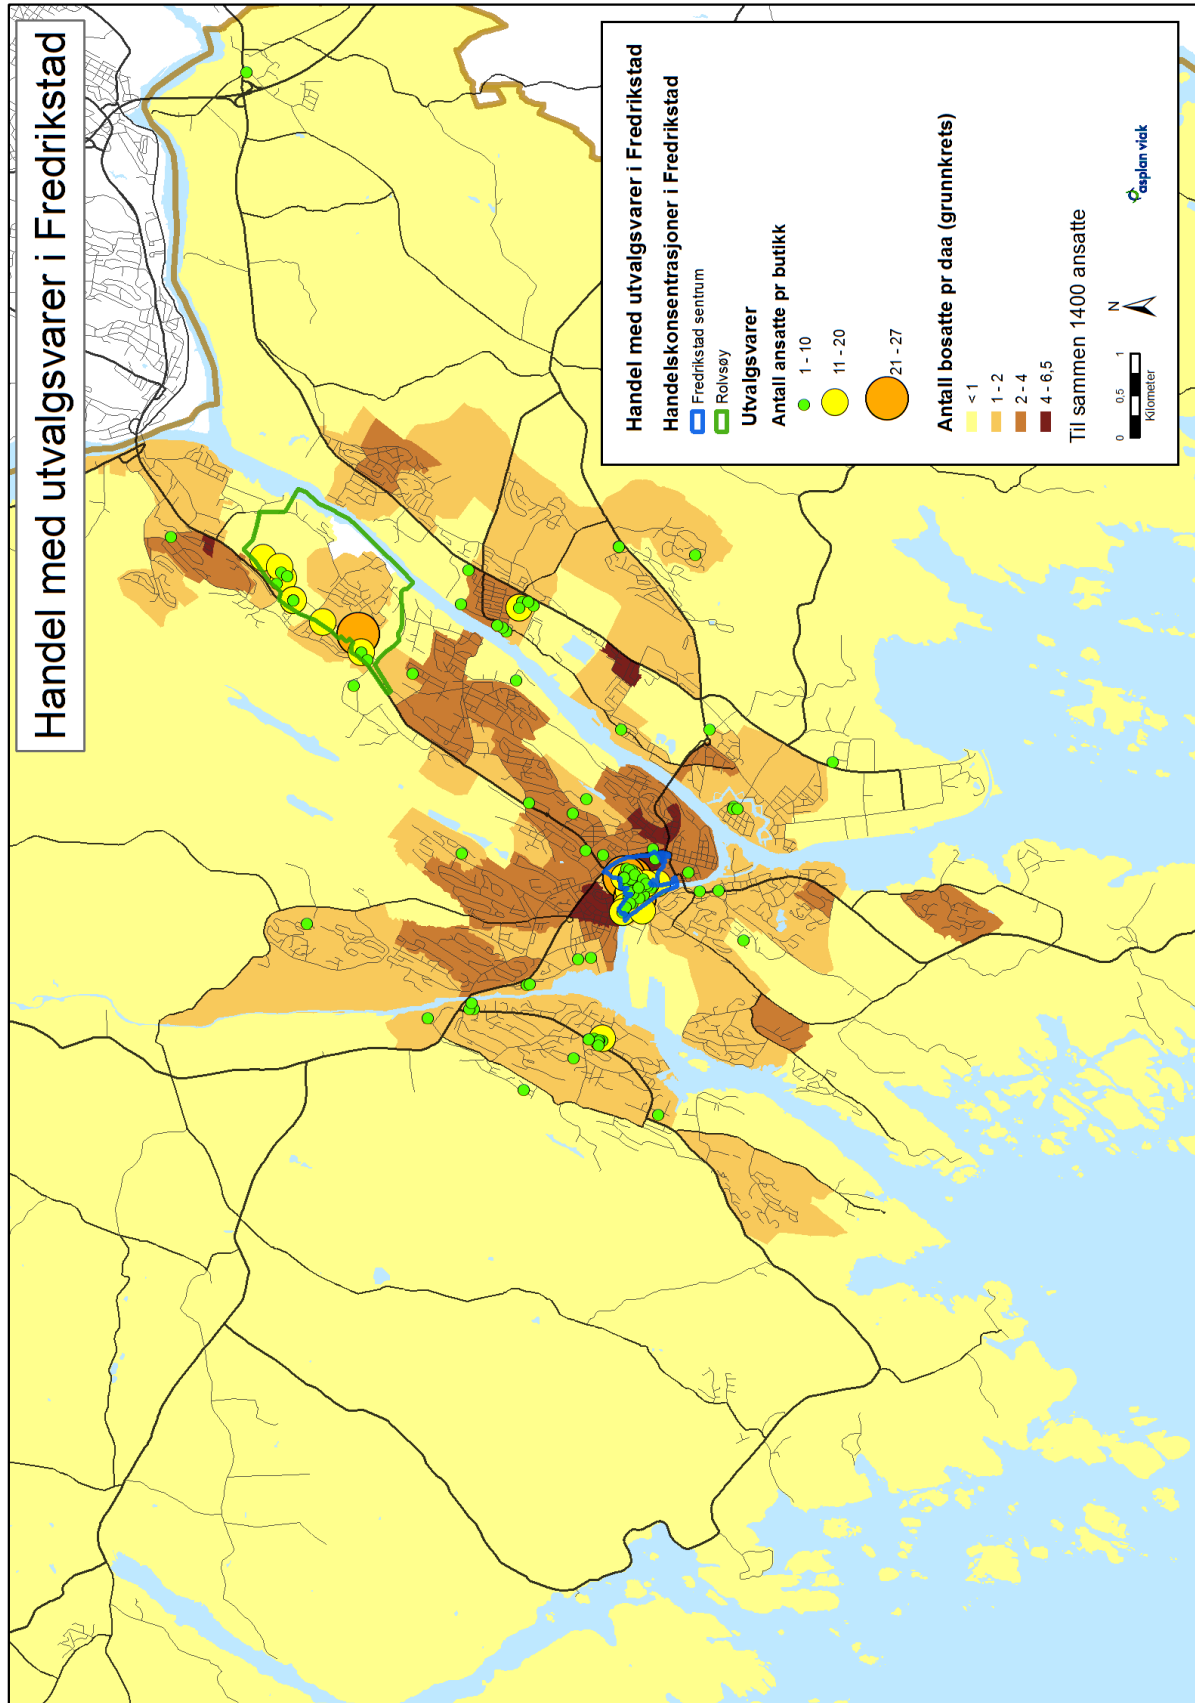 Handel med utvalgsvarer i Fredrikstad
Handel med utvalgsvarer i Fredrikstad
Handelskonsentrasjoner i Fredrikstad
Fredrikstad sentrum
Rolvsøy
Utvalgsvarer
Antall ansatte pr butikk
1 - 10
11 - 20
21 - 27
Antall bosatte pr daa (grunnkrets)
< 1
1 - 2
2 - 4
4 - 6,5
Til sammen 1400 ansatte
N
0 0,5 1
Kilometer
asplan viak